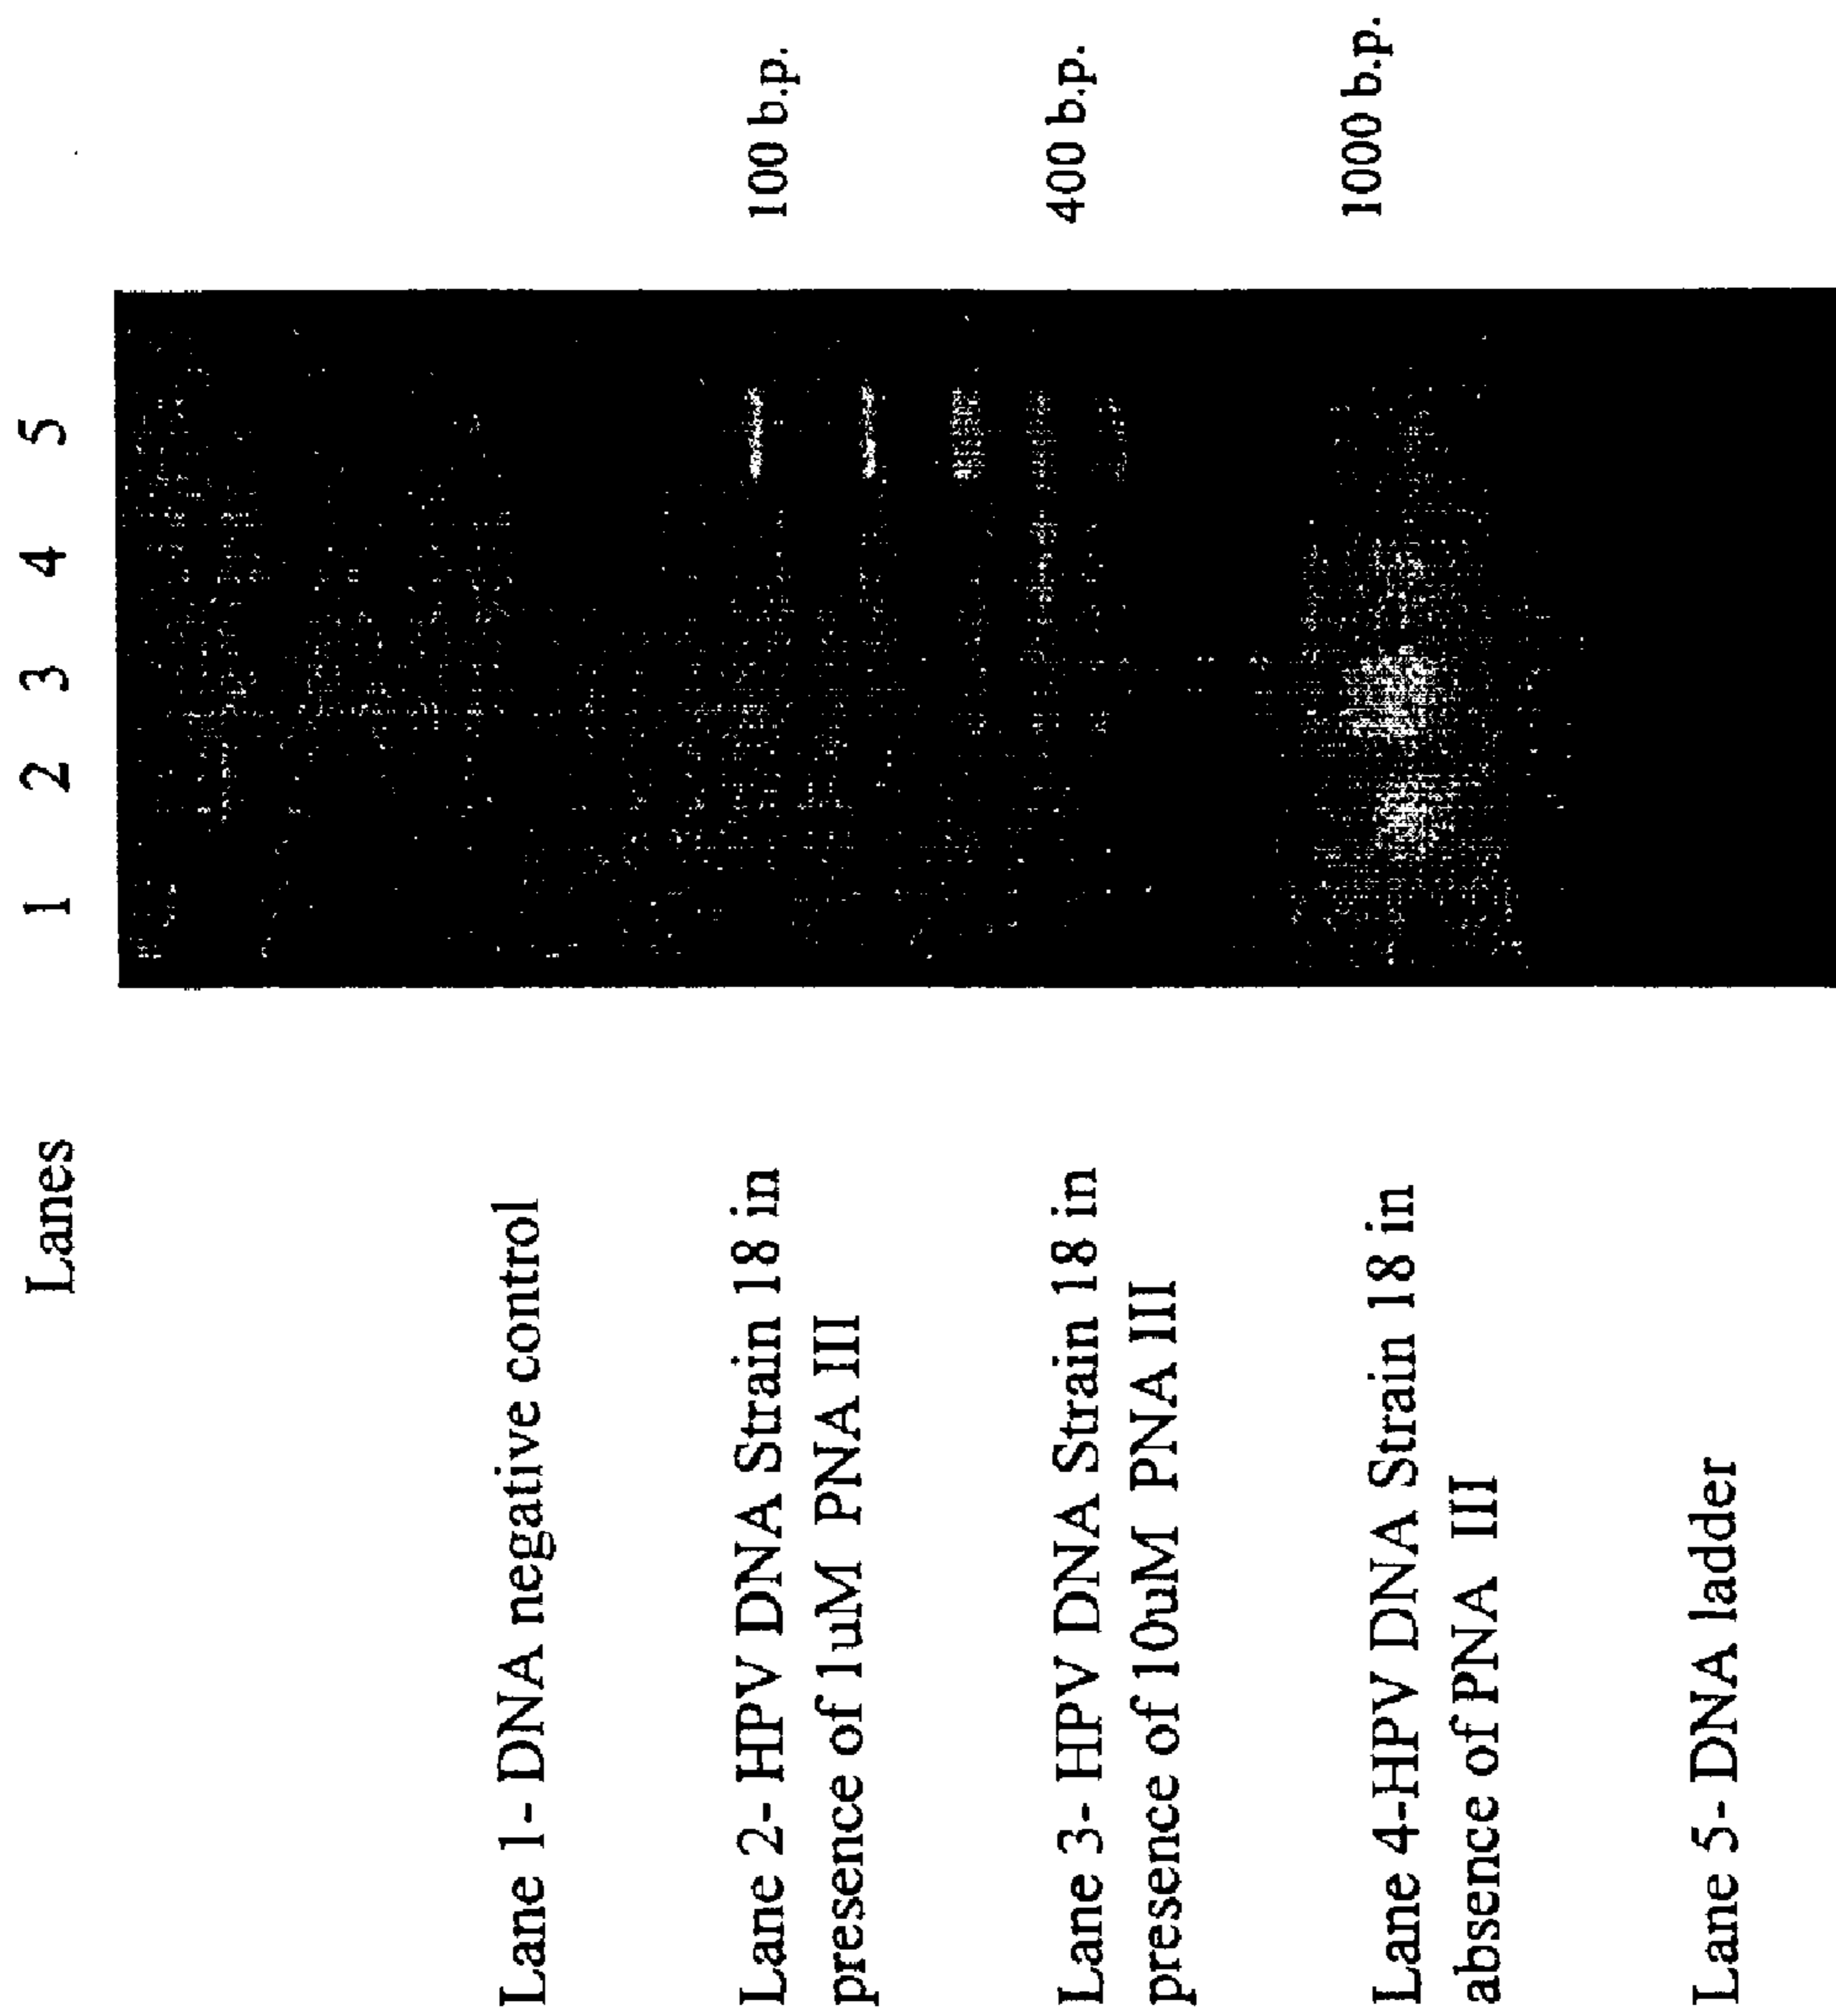 Lanes
1 2 3 4 5
Lane 1- DNA negative control
Lane 2- HPV DNA Strain 18 in
presence of 1uM PNA III
Lane 3- HPV DNA Strain 18 in
presence of 10uM PNA III
Lane 4-HPV DNA Strain 18 in
absence of PNA III
Lane 5- DNA ladder
100 b.p.
400 b.p.
1000 b.p.